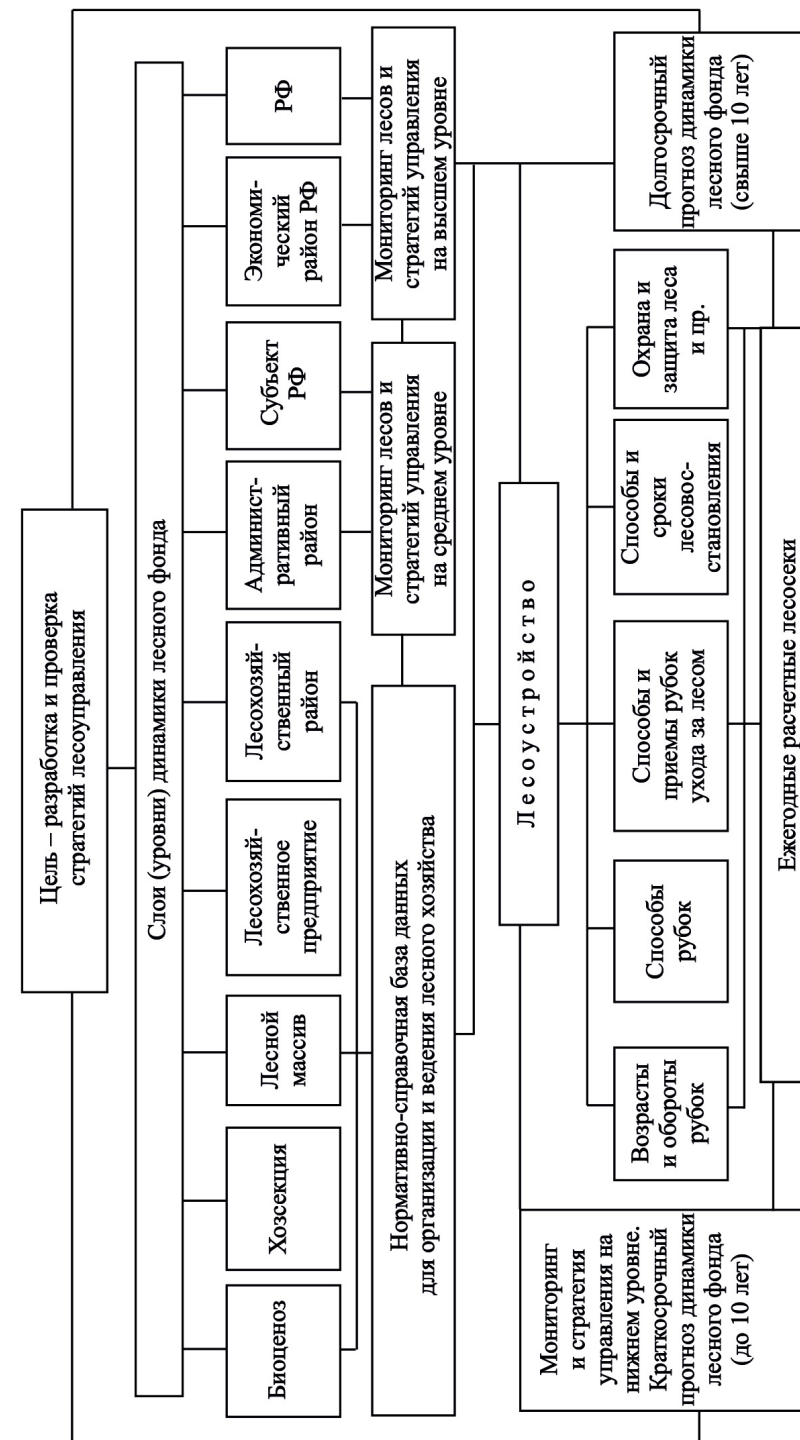 Цель – разработка и проверка
стратегий лесоуправления
Слои (уровни) динамики лесного фонда
Биоценоз
Хозсекция
Лесной
массив
Лесохозяй-
ственное
предприятие
Лесохозяй-
ственный
район
Админист-
ративный
район
Субъект
РФ
Экономи-
ческий
район РФ
РФ
Нормативно-справочная база данных
для организации и ведения лесного хозяйства
Мониторинг лесов и
стратегий управления
на среднем уровне
Мониторинг лесов и
стратегий управления
на высшем уровне
Лесоустройство
Мониторинг
и стратегия
управления на
нижнем уровне.
Краткосрочный
прогноз динамики
лесного фонда
(до 10 лет)
Возрасты
и обороты
рубок
Способы
рубок
Способы и
приемы рубок
ухода за лесом
Способы и
сроки
лесовос-
становления
Охрана и
защита леса
и пр.
Долгосрочный
прогноз динамики
лесного фонда
(свыше 10 лет)
Ежегодные расчетные лесосеки